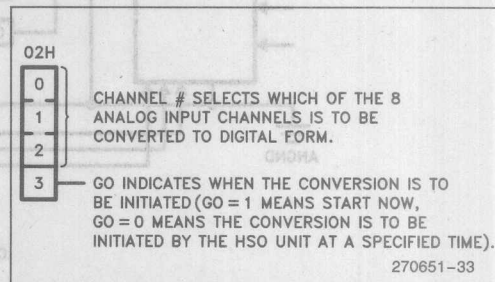 02H
0
1
2
CHANNEL # SELECTS WHICH OF THE 8
ANALOG INPUT CHANNELS IS TO BE
CONVERTED TO DIGITAL FORM.
3
GO INDICATES WHEN THE CONVERSION IS TO
BE INITIATED (GO = 1 MEANS START NOW,
GO = 0 MEANS THE CONVERSION IS TO BE
INITIATED BY THE HSO UNIT AT A SPECIFIED TIME).
270651-33